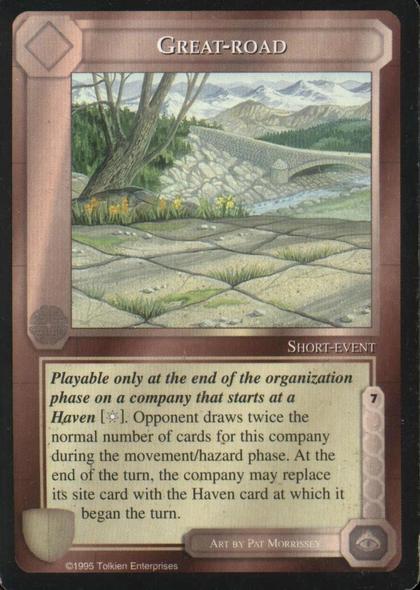 GREAT-ROAD
SHORT-EVENT
Playable only at the end of the organization
phase on a company that starts at a
Haven [☼]. Opponent draws twice the
normal number of cards for this company
during the movement/hazard phase. At the
end of the turn, the company may replace
its site card with the Haven card at which it
began the turn.
7
ART BY PAT MORRISSEY
©1995 Tolkien Enterprises